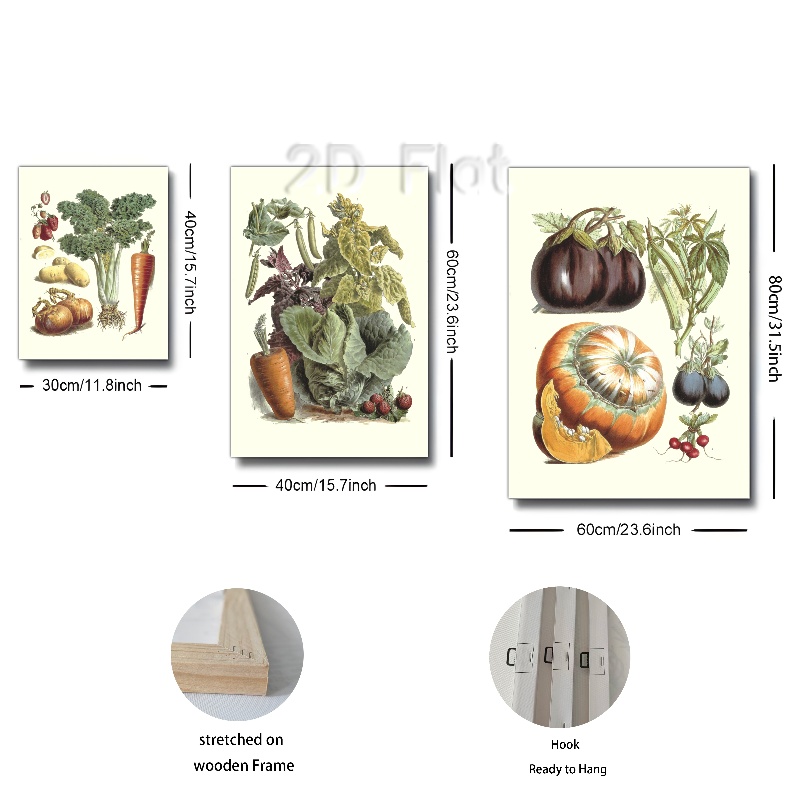 2D Flat
40cm/15.7inch
30cm/11.8inch
60cm/23.6inch
40cm/15.7inch
80cm/31.5inch
60cm/23.6inch
stretched on
wooden Frame
Hook
Ready to Hang